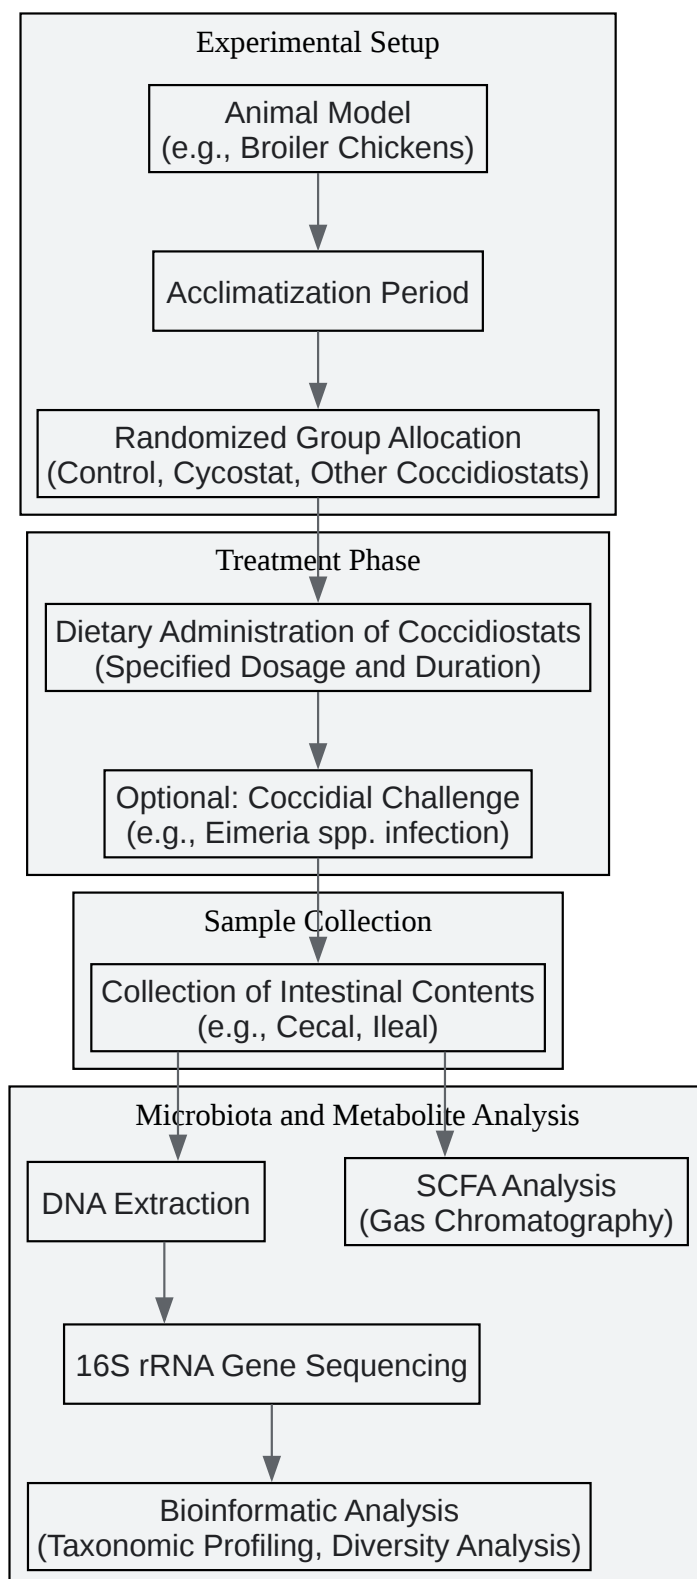 Experimental Setup
Animal Model
(e.g., Broiler Chickens)
Acclimatization Period
Randomized Group Allocation
(Control, Cycostat, Other Coccidiostats)
Treatment Phase
Dietary Administration of Coccidiostats
(Specified Dosage and Duration)
Optional: Coccidial Challenge
(e.g., Eimeria spp. infection)
Sample Collection
Collection of Intestinal Contents
(e.g., Cecal, Ileal)
Microbiota and Metabolite Analysis
DNA Extraction
SCFA Analysis
(Gas Chromatography)
16S rRNA Gene Sequencing
Bioinformatic Analysis
(Taxonomic Profiling, Diversity Analysis)